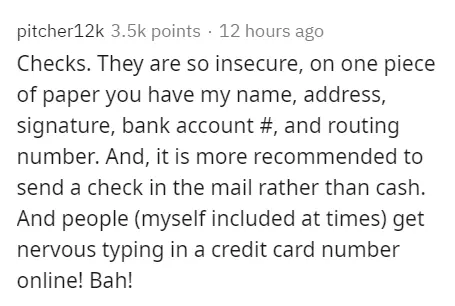 pitcher12k 3.5k points · 12 hours ago
Checks. They are so insecure, on one piece
of paper you have my name, address,
signature, bank account #, and routing
number. And, it is more recommended to
send a check in the mail rather than cash.
And people (myself included at times) get
nervous typing in a credit card number
online! Bah!